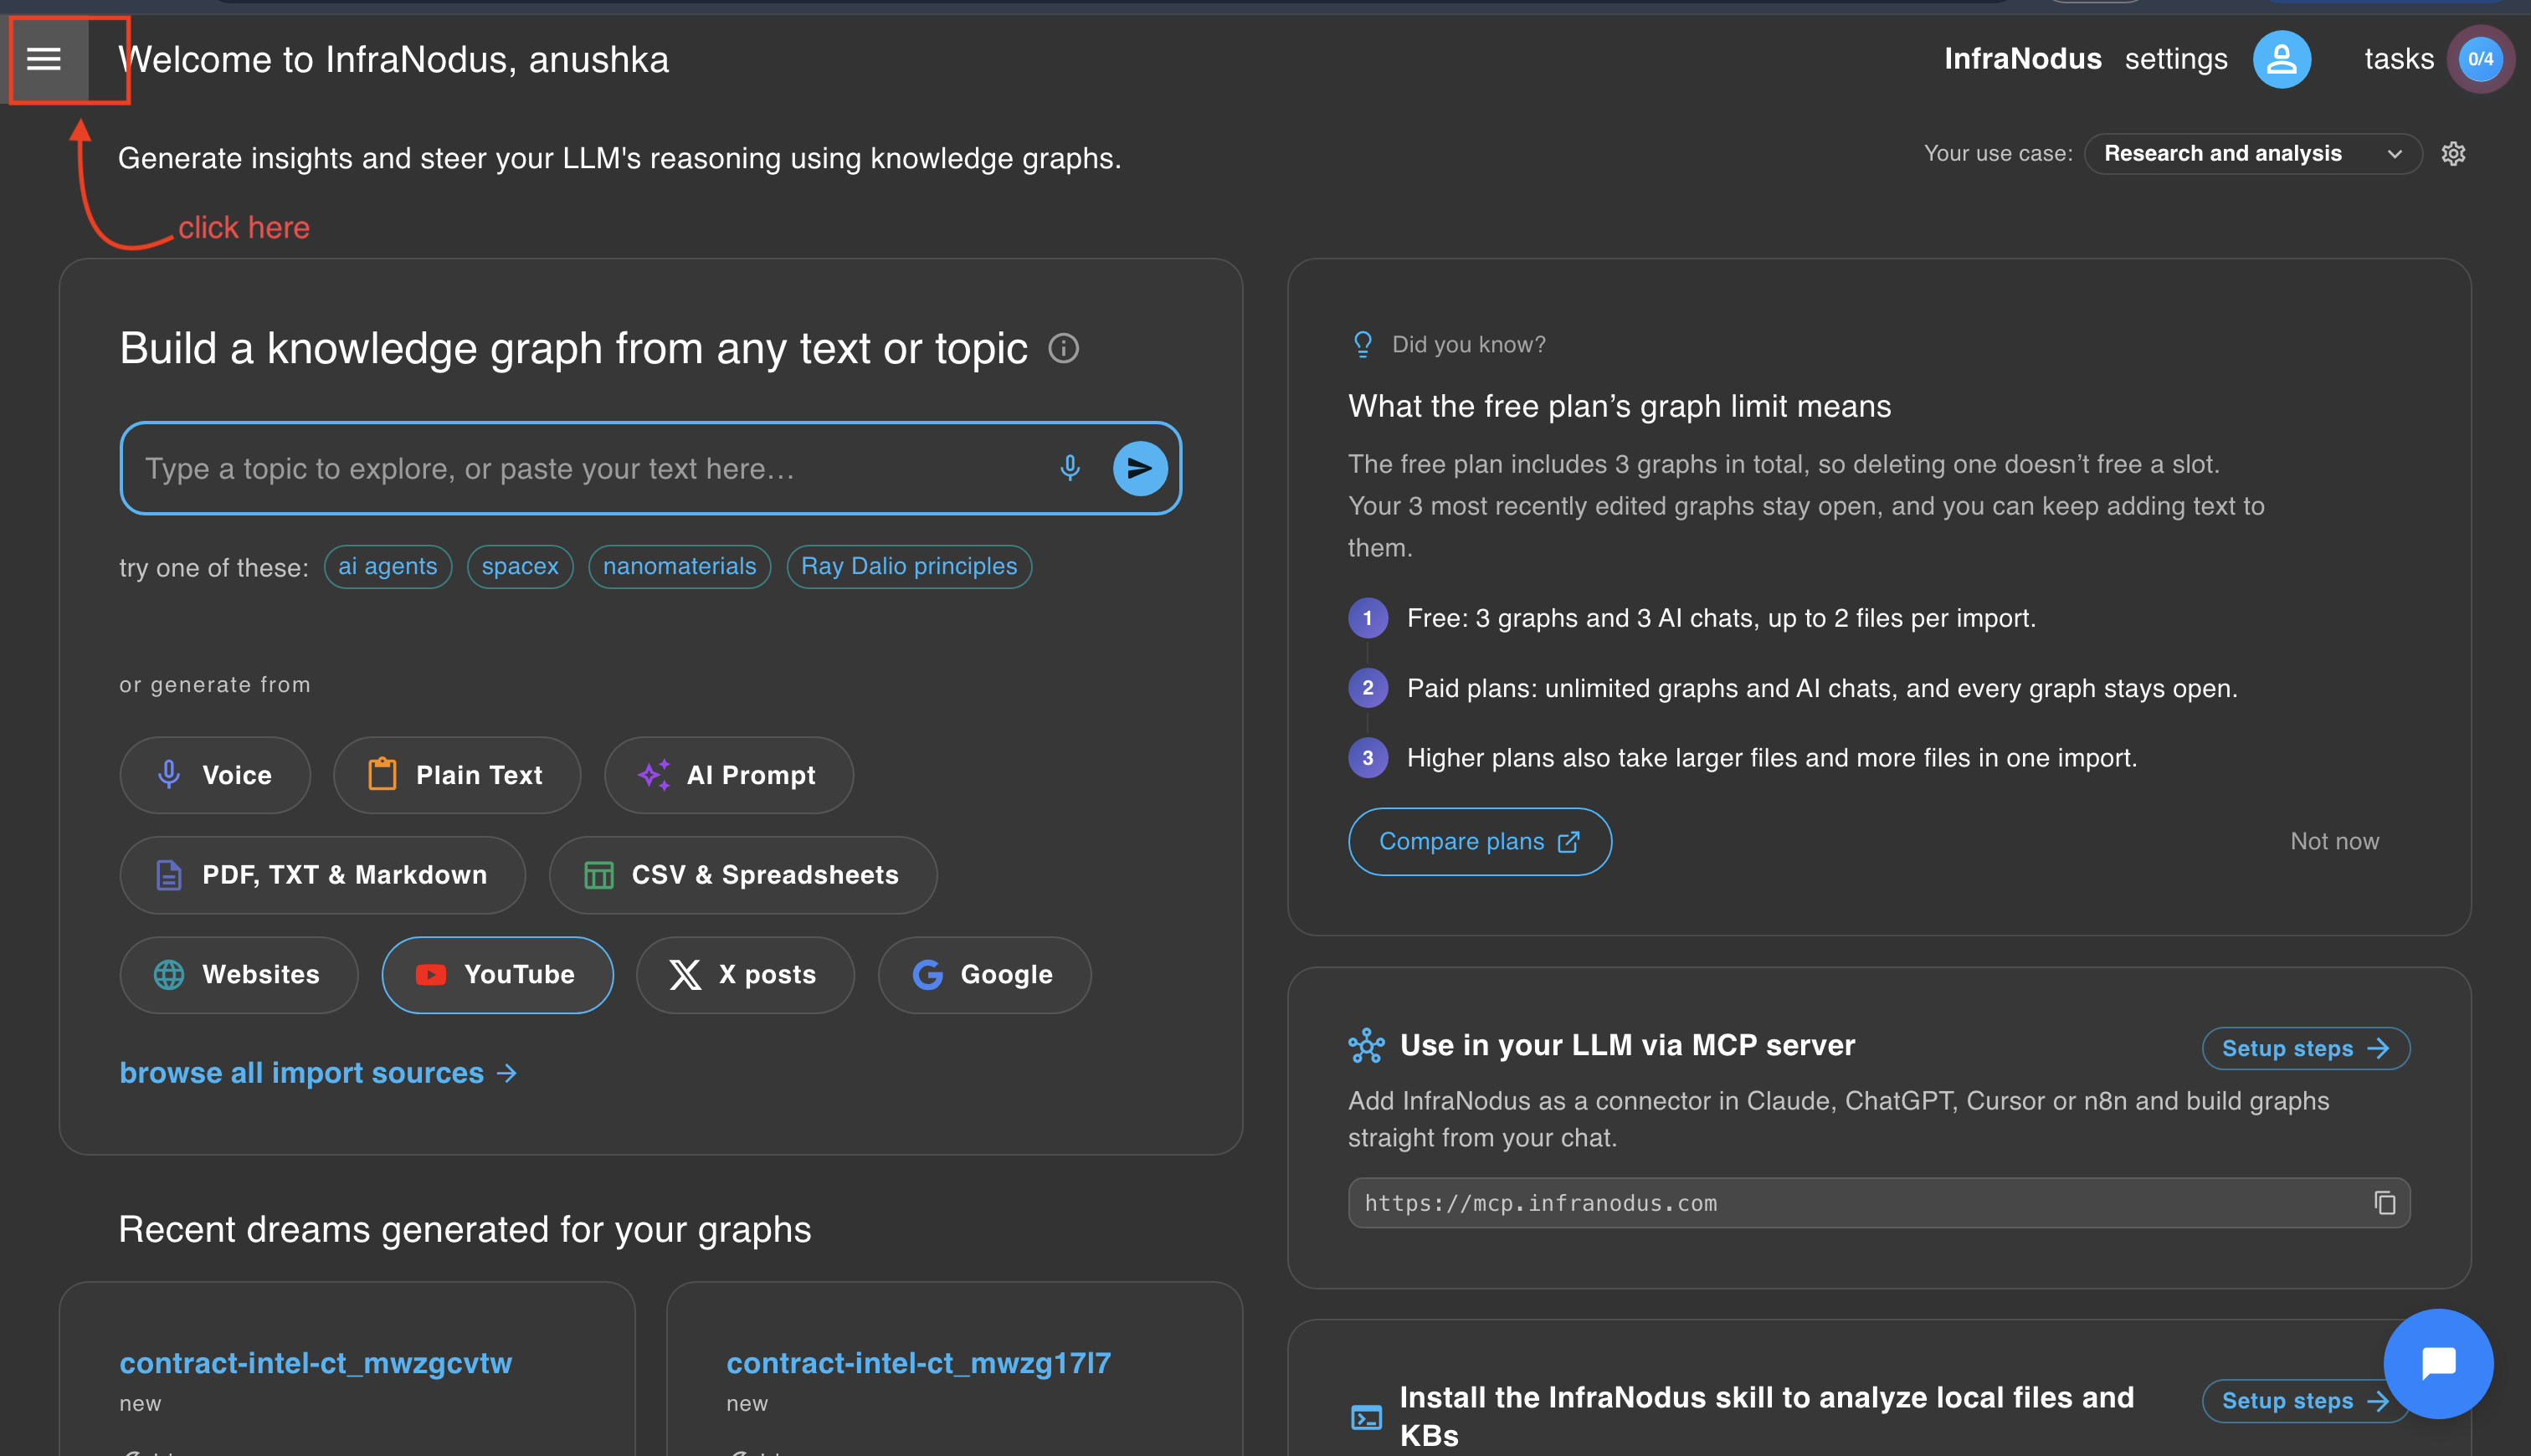 Welcome to InfraNodus, anushka
InfraNodus settings
tasks 0/4
Generate insights and steer your LLM's reasoning using knowledge graphs.
Your use case: Research and analysis
click here
Build a knowledge graph from any text or topic
Type a topic to explore, or paste your text here...
try one of these: ai agents spacex nanomaterials Ray Dalio principles
or generate from
Voice Plain Text AI Prompt
PDF, TXT & Markdown CSV & Spreadsheets
Websites YouTube X posts Google
browse all import sources →
Recent dreams generated for your graphs
contract-intel-ct_mwzgcvtw
new
contract-intel-ct_mwzg17l7
new
Did you know?
What the free plan’s graph limit means
The free plan includes 3 graphs in total, so deleting one doesn’t free a slot.
Your 3 most recently edited graphs stay open, and you can keep adding text to
them.
1 Free: 3 graphs and 3 AI chats, up to 2 files per import.
2 Paid plans: unlimited graphs and AI chats, and every graph stays open.
3 Higher plans also take larger files and more files in one import.
Compare plans
Not now
Use in your LLM via MCP server
Setup steps →
Add InfraNodus as a connector in Claude, ChatGPT, Cursor or n8n and build graphs
straight from your chat.
https://mcp.infranodus.com
Install the InfraNodus skill to analyze local files and
KBs
Setup steps →